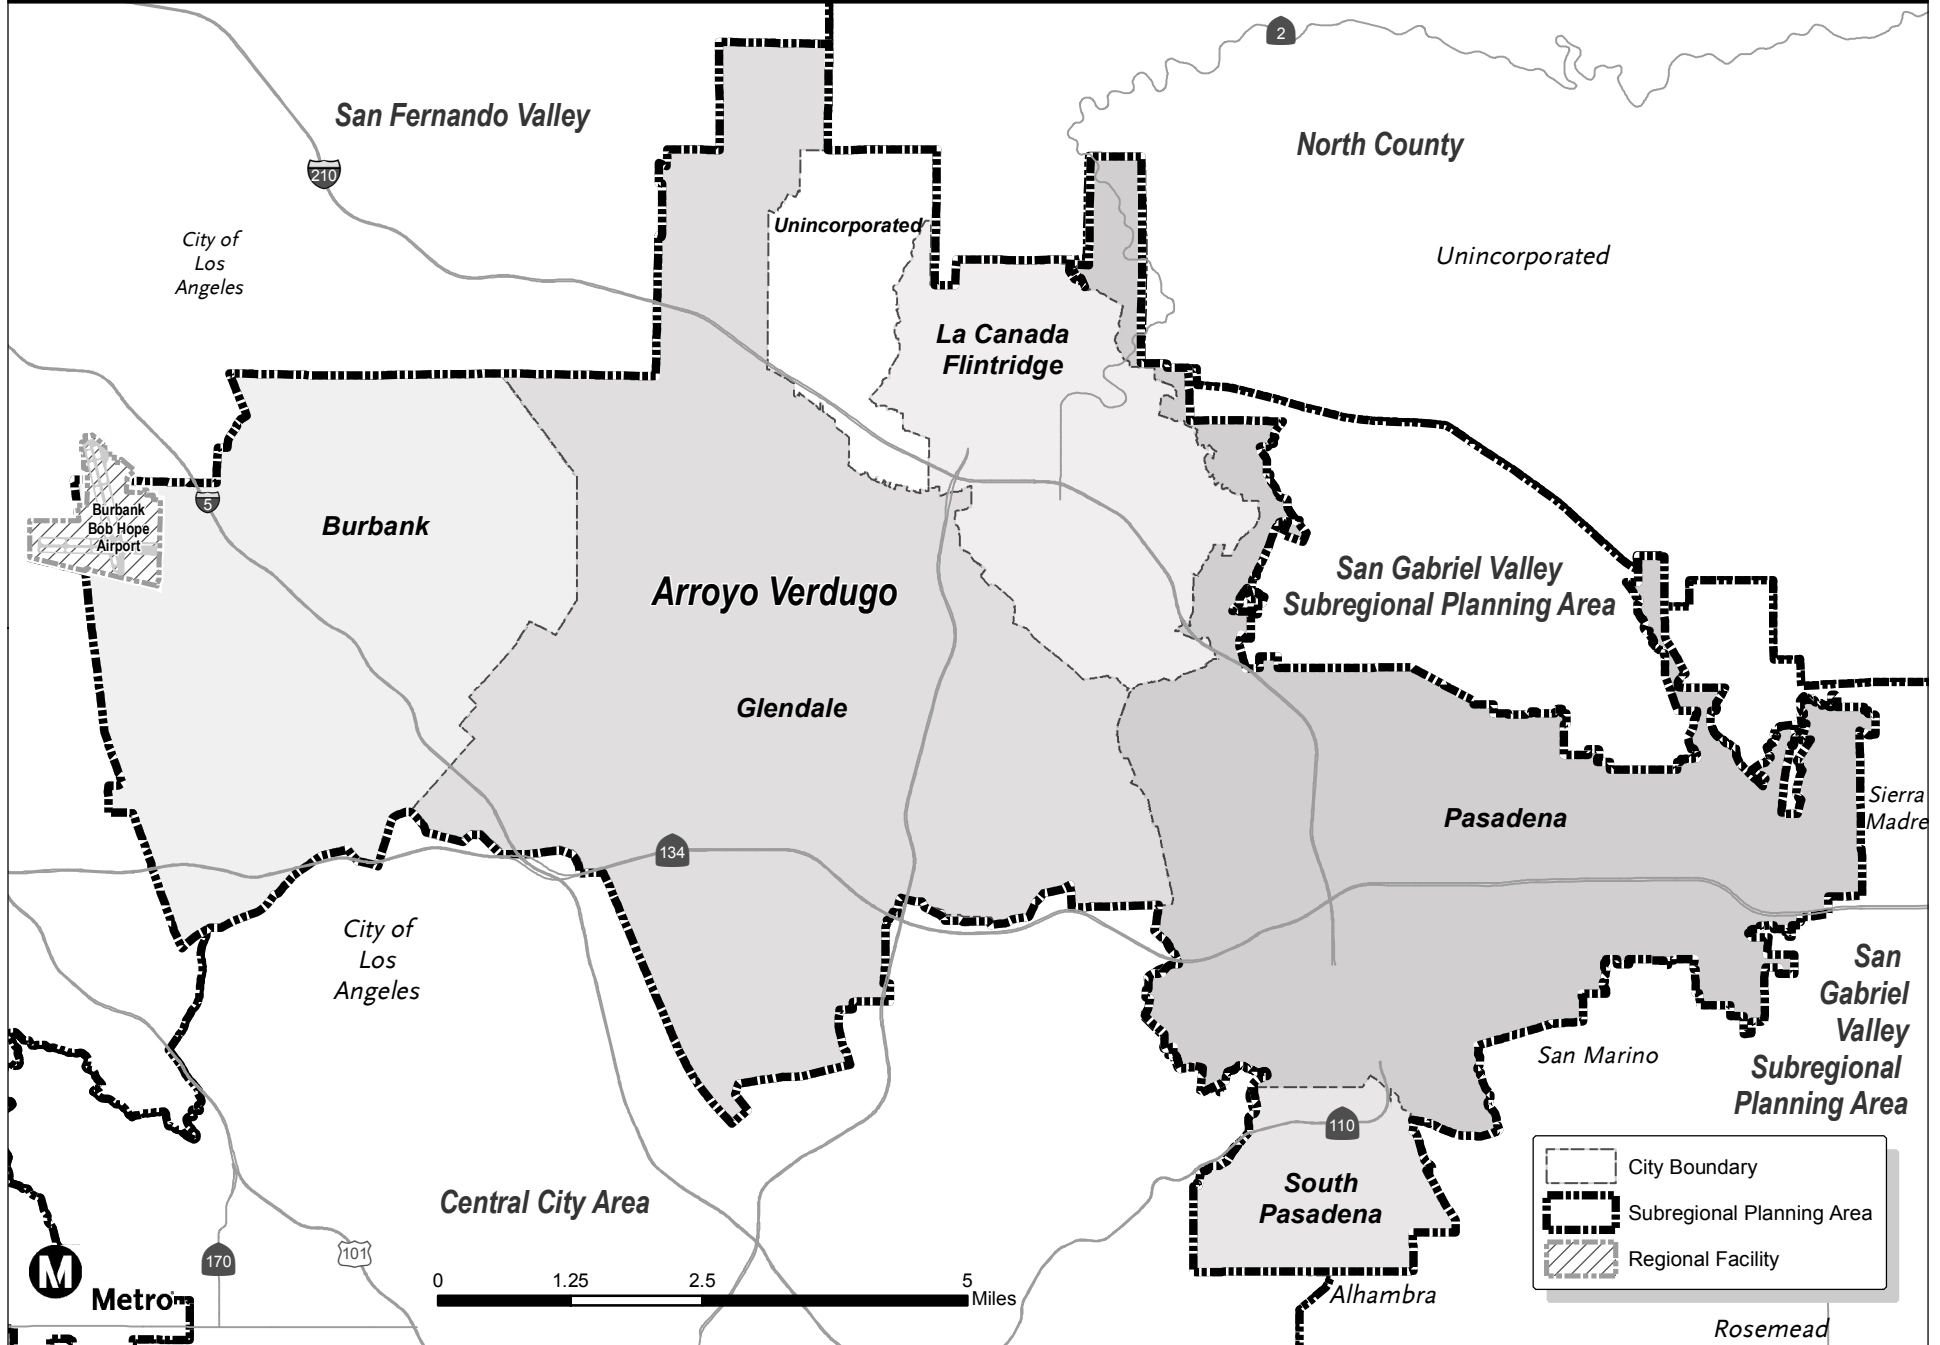 2
San Fernando Valley
North County
210
Unincorporated
City of
Los
Angeles
Unincorporated
La Canada
Flintridge
5
Burbank
Bob Hope
Airport
Burbank
Arroyo Verdugo
San Gabriel Valley
Subregional Planning Area
Glendale
Pasadena
Sierra
Madre
134
City of
Los
Angeles
San
Gabriel
Valley
Subregional
Planning Area
San Marino
110
South
Pasadena
Central City Area
City Boundary
Subregional Planning Area
Regional Facility
M
Metro
170
101
0 1.25 2.5 5
Miles
Alhambra
Rosemead